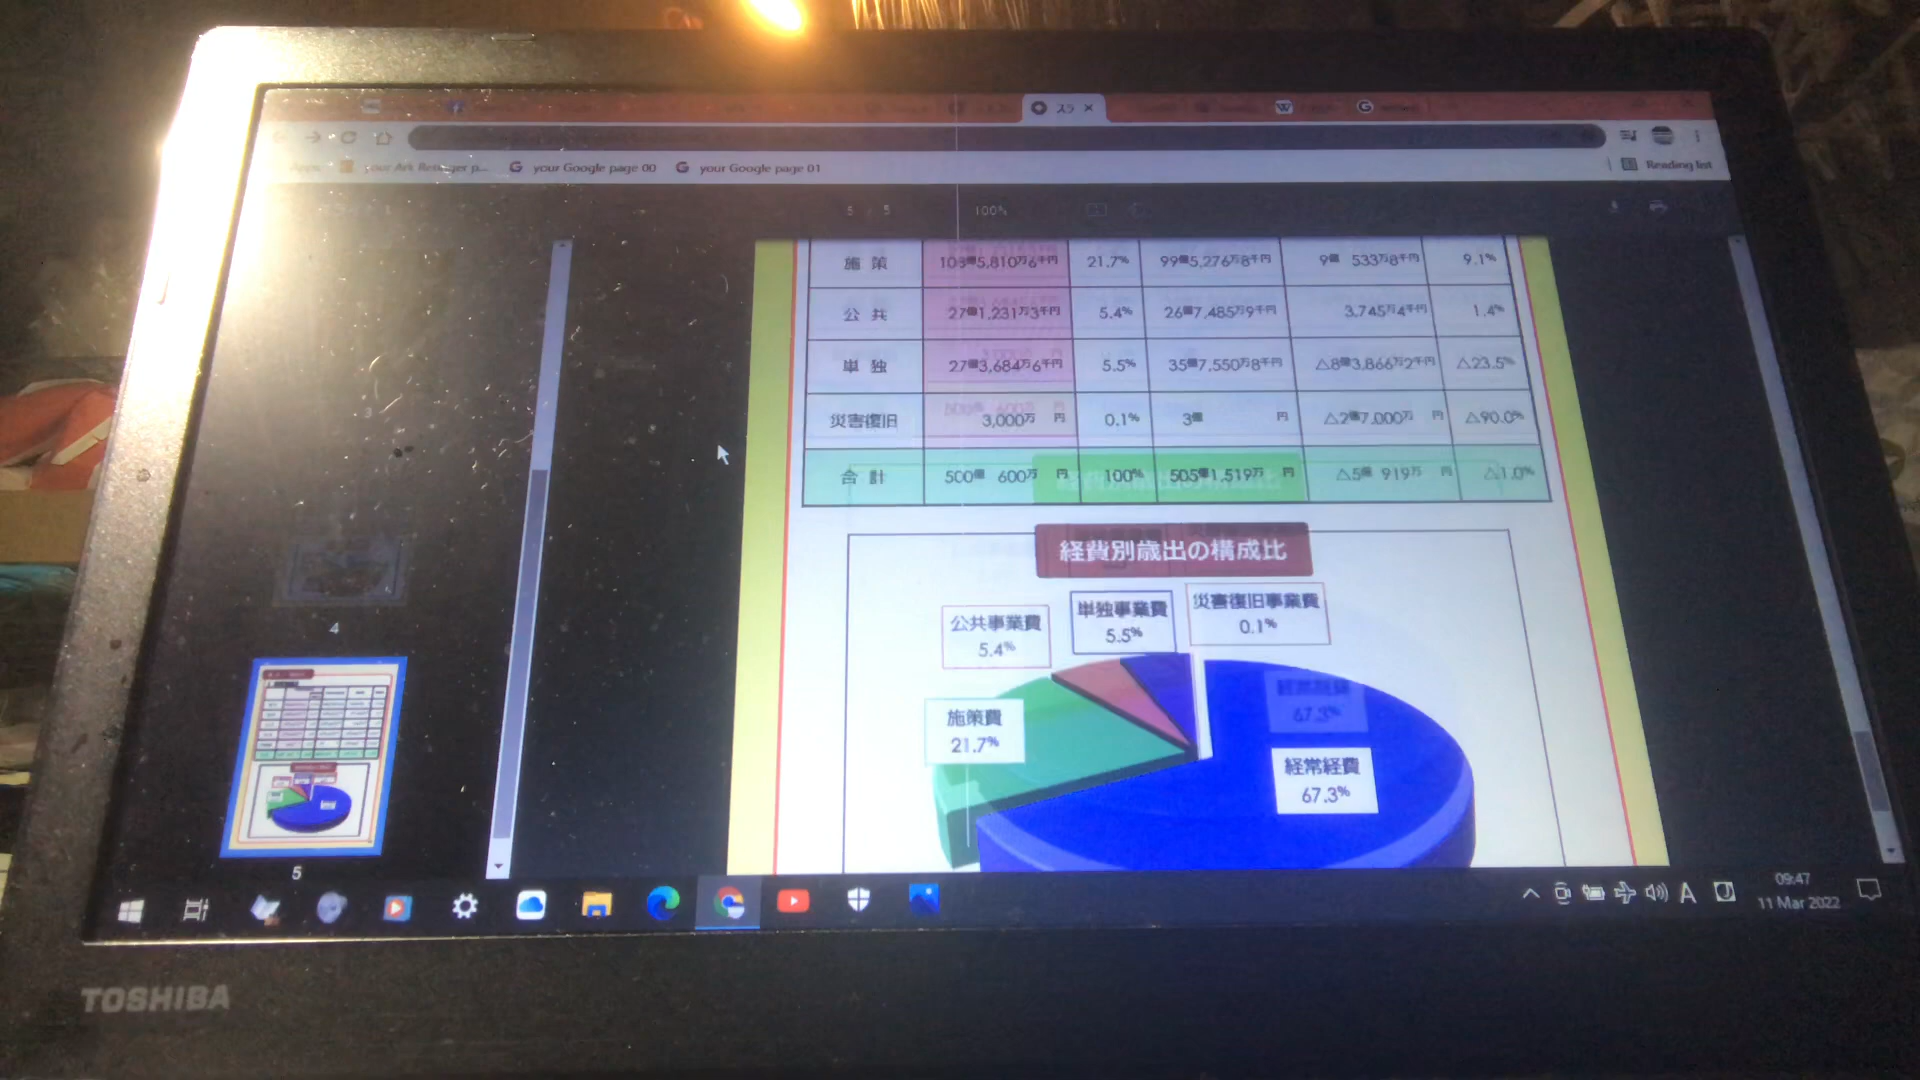 スラ
your Ark Renager p...
your Google page 00
your Google page 01
Reading list
5 / 5
100%
施 策 108億5,810万6千円 21.7% 99億5,276万8千円 9億 533万8千円 9.1%
公 共 27億1,231万3千円 5.4% 26億7,485万9千円 3,745万4千円 1.4%
単 独 27億3,684万6千円 5.5% 35億7,550万8千円 △8億3,866万2千円 △23.5%
災害復旧 3,000万 円 0.1% 3億 円 △2億7,000万 円 △90.0%
合 計 500億 600万 円 100% 505億1,519万 円 △5億 919万 円 △1.0%
経費別歳出の構成比
公共事業費
5.4%
単独事業費
5.5%
災害復旧事業費
0.1%
施策費
21.7%
経常経費
67.3%
4
5
A
09:47
11 Mar 2022
TOSHIBA